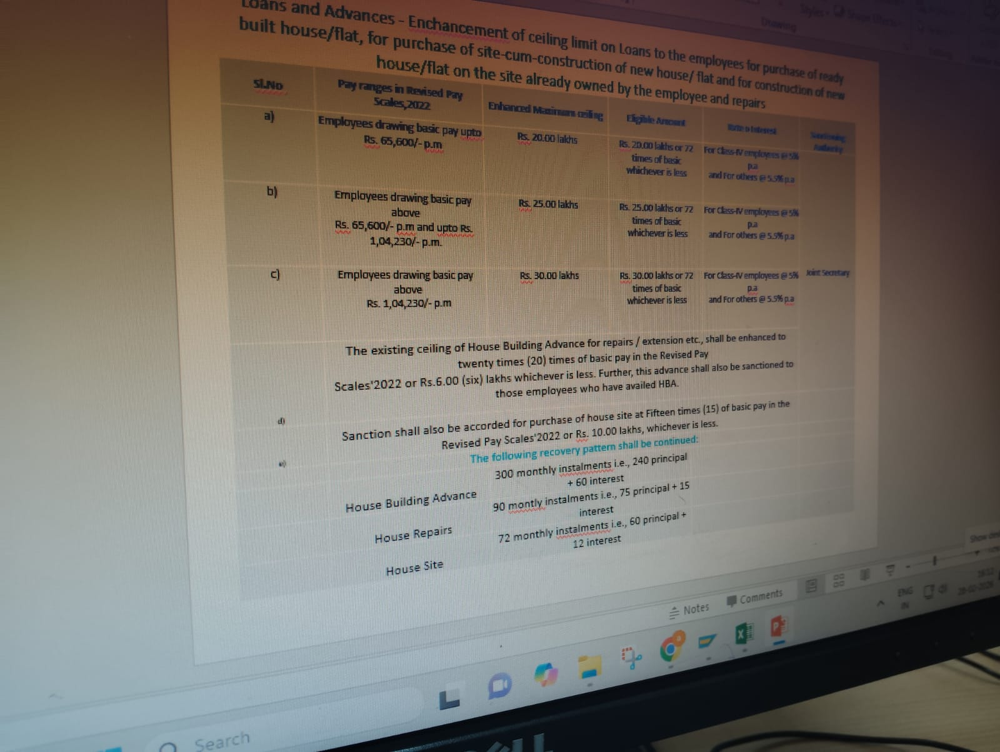 Loans and Advances - Enchancement of ceiling limit on Loans to the employees for purchase of ready
built house/flat, for purchase of site-cum-construction of new house/ flat and for construction of new
house/flat on the site already owned by the employee and repairs
Sl.No
Pay ranges in Revised Pay
Scales,2022
Enhanced Maximum ceiling
Eligible Amount
Rate o Interest
Sanctioning
Authority
a)
Employees drawing basic pay upto
Rs. 65,600/- p.m
Rs. 20.00 lakhs
Rs. 20.00 lakhs or 72
times of basic
whichever is less
For Class-IV employees @ 5%
p.a
and For others @ 5.5% p.a
b)
Employees drawing basic pay
above
Rs. 65,600/- p.m and upto Rs.
1,04,230/- p.m.
Rs. 25.00 lakhs
Rs. 25.00 lakhs or 72
times of basic
whichever is less
For Class-IV employees @ 5%
p.a
and For others @ 5.5% p.a
c)
Employees drawing basic pay
above
Rs. 1,04,230/- p.m
Rs. 30.00 lakhs
Rs. 30.00 lakhs or 72
times of basic
whichever is less
For Class-IV employees @ 5%
p.a
and For others @ 5.5% p.a
Joint Secretary
The existing ceiling of House Building Advance for repairs / extension etc., shall be enhanced to
twenty times (20) times of basic pay in the Revised Pay
Scales'2022 or Rs.6.00 (six) lakhs whichever is less. Further, this advance shall also be sanctioned to
those employees who have availed HBA.
d)
Sanction shall also be accorded for purchase of house site at Fifteen times (15) of basic pay in the
Revised Pay Scales'2022 or Rs. 10.00 lakhs, whichever is less.
e)
The following recovery pattern shall be continued:
House Building Advance
300 monthly instalments i.e., 240 principal
+ 60 interest
House Repairs
90 montly instalments i.e., 75 principal + 15
interest
House Site
72 monthly instalments i.e., 60 principal +
12 interest
Notes
Comments
ENG
IN
Search
DELL
Drawing
Styles
Shape Effects